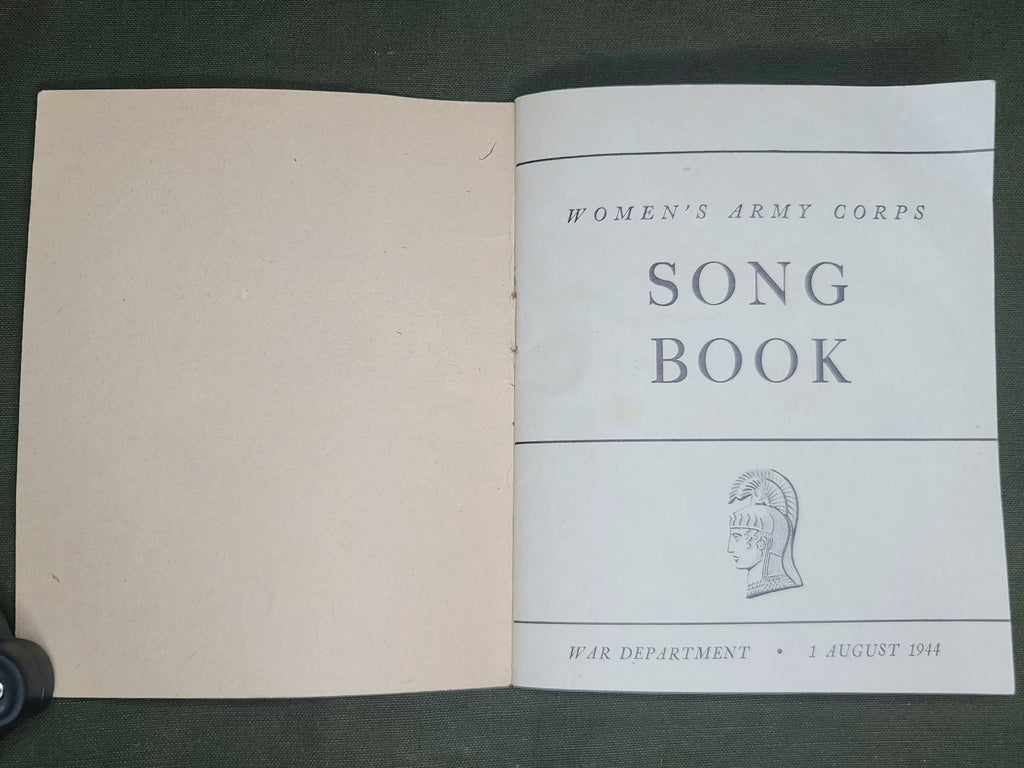 WOMEN'S ARMY CORPS
SONG
BOOK
WAR DEPARTMENT • 1 AUGUST 1944